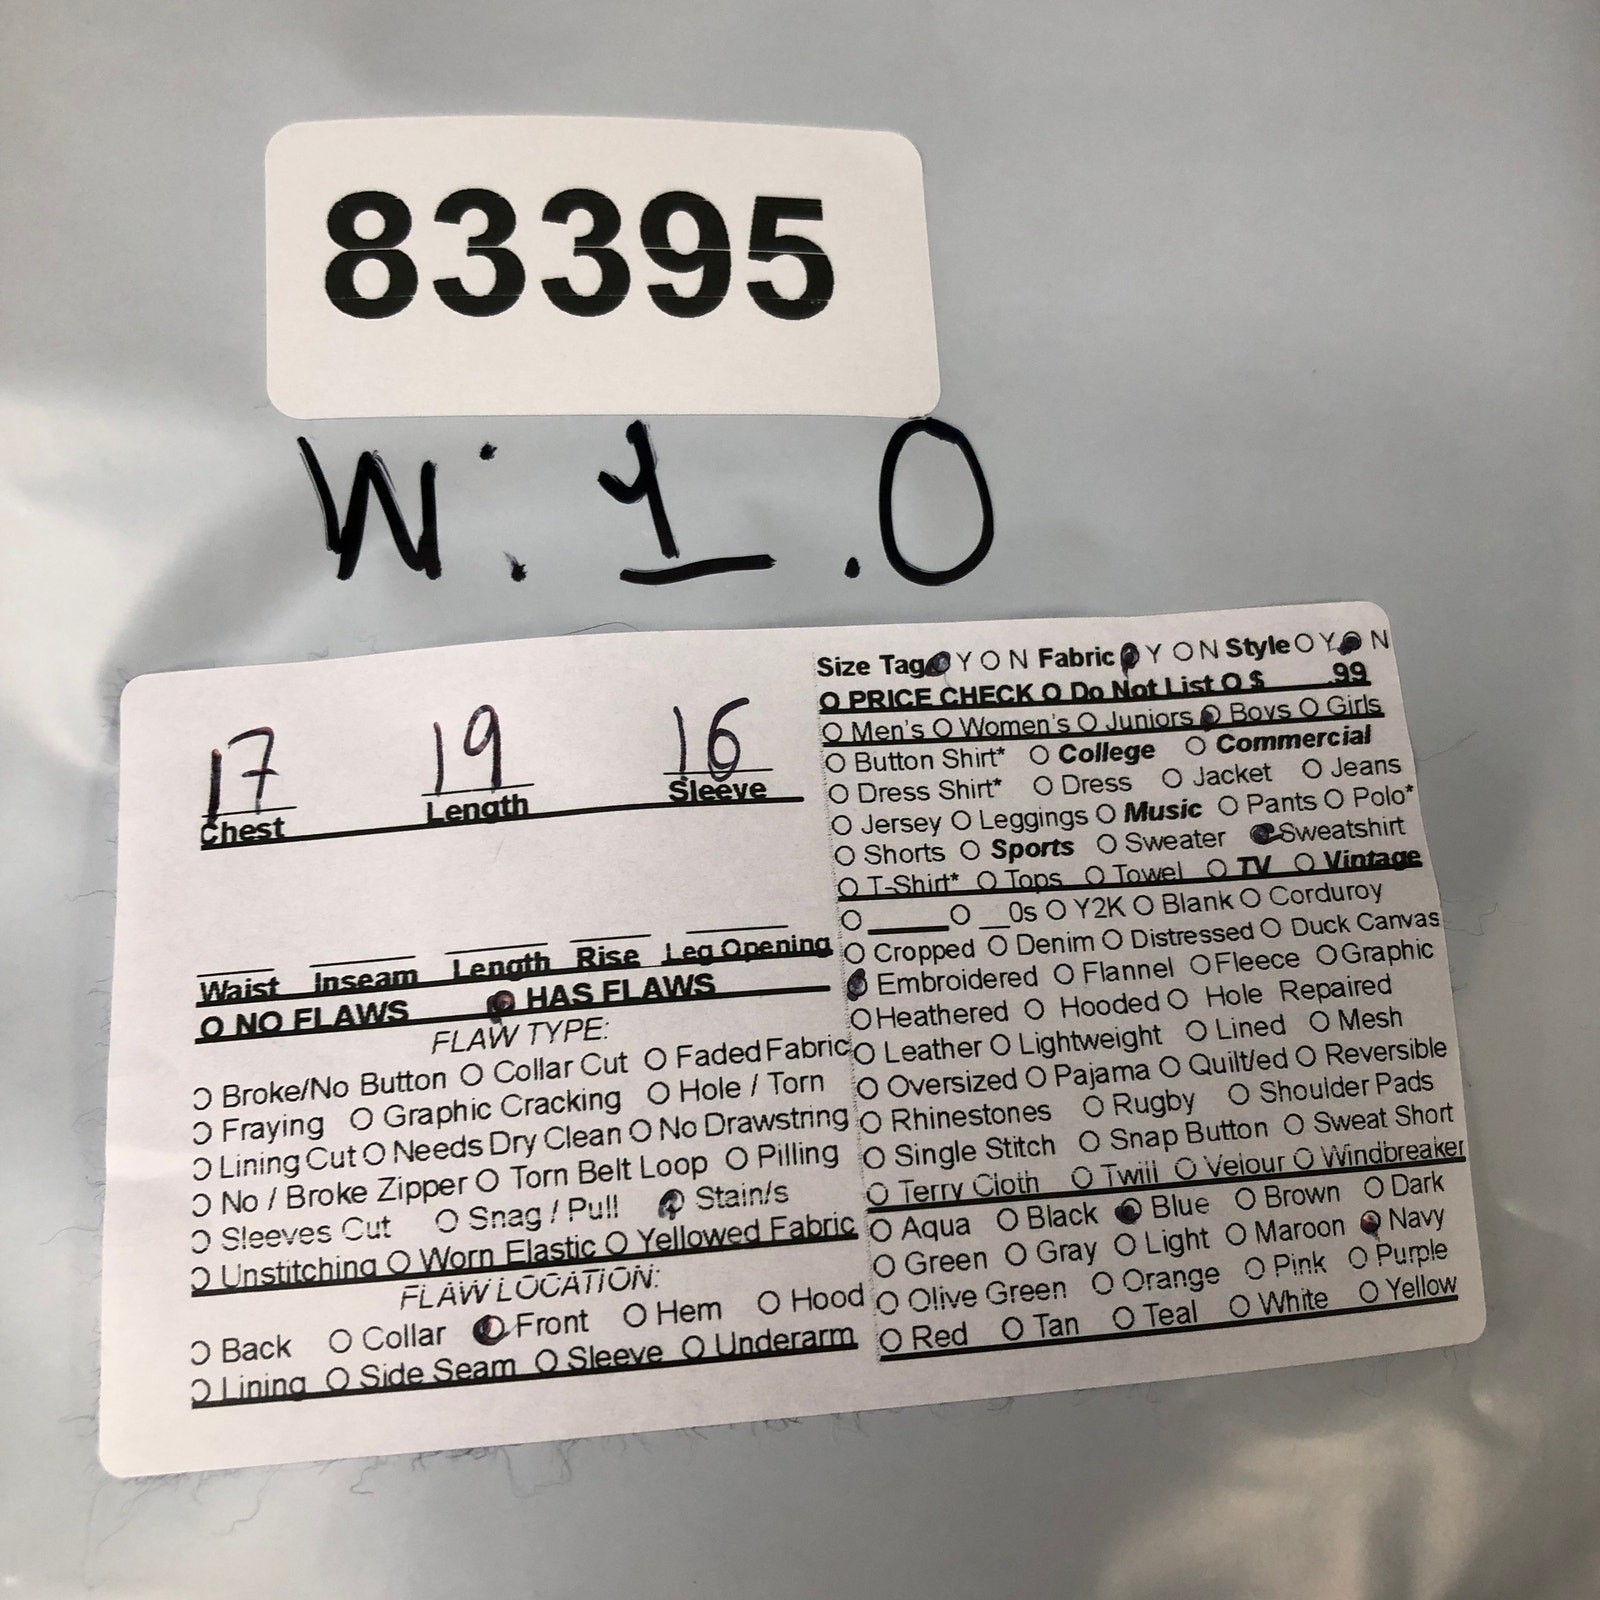 83395
W: 1.0
17 19 16
Chest Length Sleeve
Waist Inseam Length Rise Leg Opening
O NO FLAWS HAS FLAWS
FLAW TYPE:
O Broke/No Button O Collar Cut O Faded Fabric
O Fraying O Graphic Cracking O Hole / Torn
O Lining Cut O Needs Dry Clean O No Drawstring
O No / Broke Zipper O Torn Belt Loop O Pilling
O Sleeves Cut O Snag / Pull Stain/s
O Unstitching O Worn Elastic O Yellowed Fabric
FLAW LOCATION:
O Back O Collar Front O Hem O Hood
O Lining O Side Seam O Sleeve O Underarm
Size Tag Y O N Fabric Y O N Style O Y N
O PRICE CHECK O Do Not List O $ .99
O Men's O Women's O Juniors O Boys O Girls
O Button Shirt* O College O Commercial
O Dress Shirt* O Dress O Jacket O Jeans
O Jersey O Leggings O Music O Pants O Polo*
O Shorts O Sports O Sweater Sweatshirt
O T-Shirt* O Tops O Towel O TV O Vintage
O ____ O __0s O Y2K O Blank O Corduroy
O Cropped O Denim O Distressed O Duck Canvas
Embroidered O Flannel O Fleece O Graphic
O Heathered O Hooded O Hole Repaired
O Leather O Lightweight O Lined O Mesh
O Oversized O Pajama O Quilt/ed O Reversible
O Rhinestones O Rugby O Shoulder Pads
O Single Stitch O Snap Button O Sweat Short
O Terry Cloth O Twill O Velour O Windbreaker
O Aqua O Black Blue O Brown O Dark
O Green O Gray O Light O Maroon Navy
O Olive Green O Orange O Pink O Purple
O Red O Tan O Teal O White O Yellow